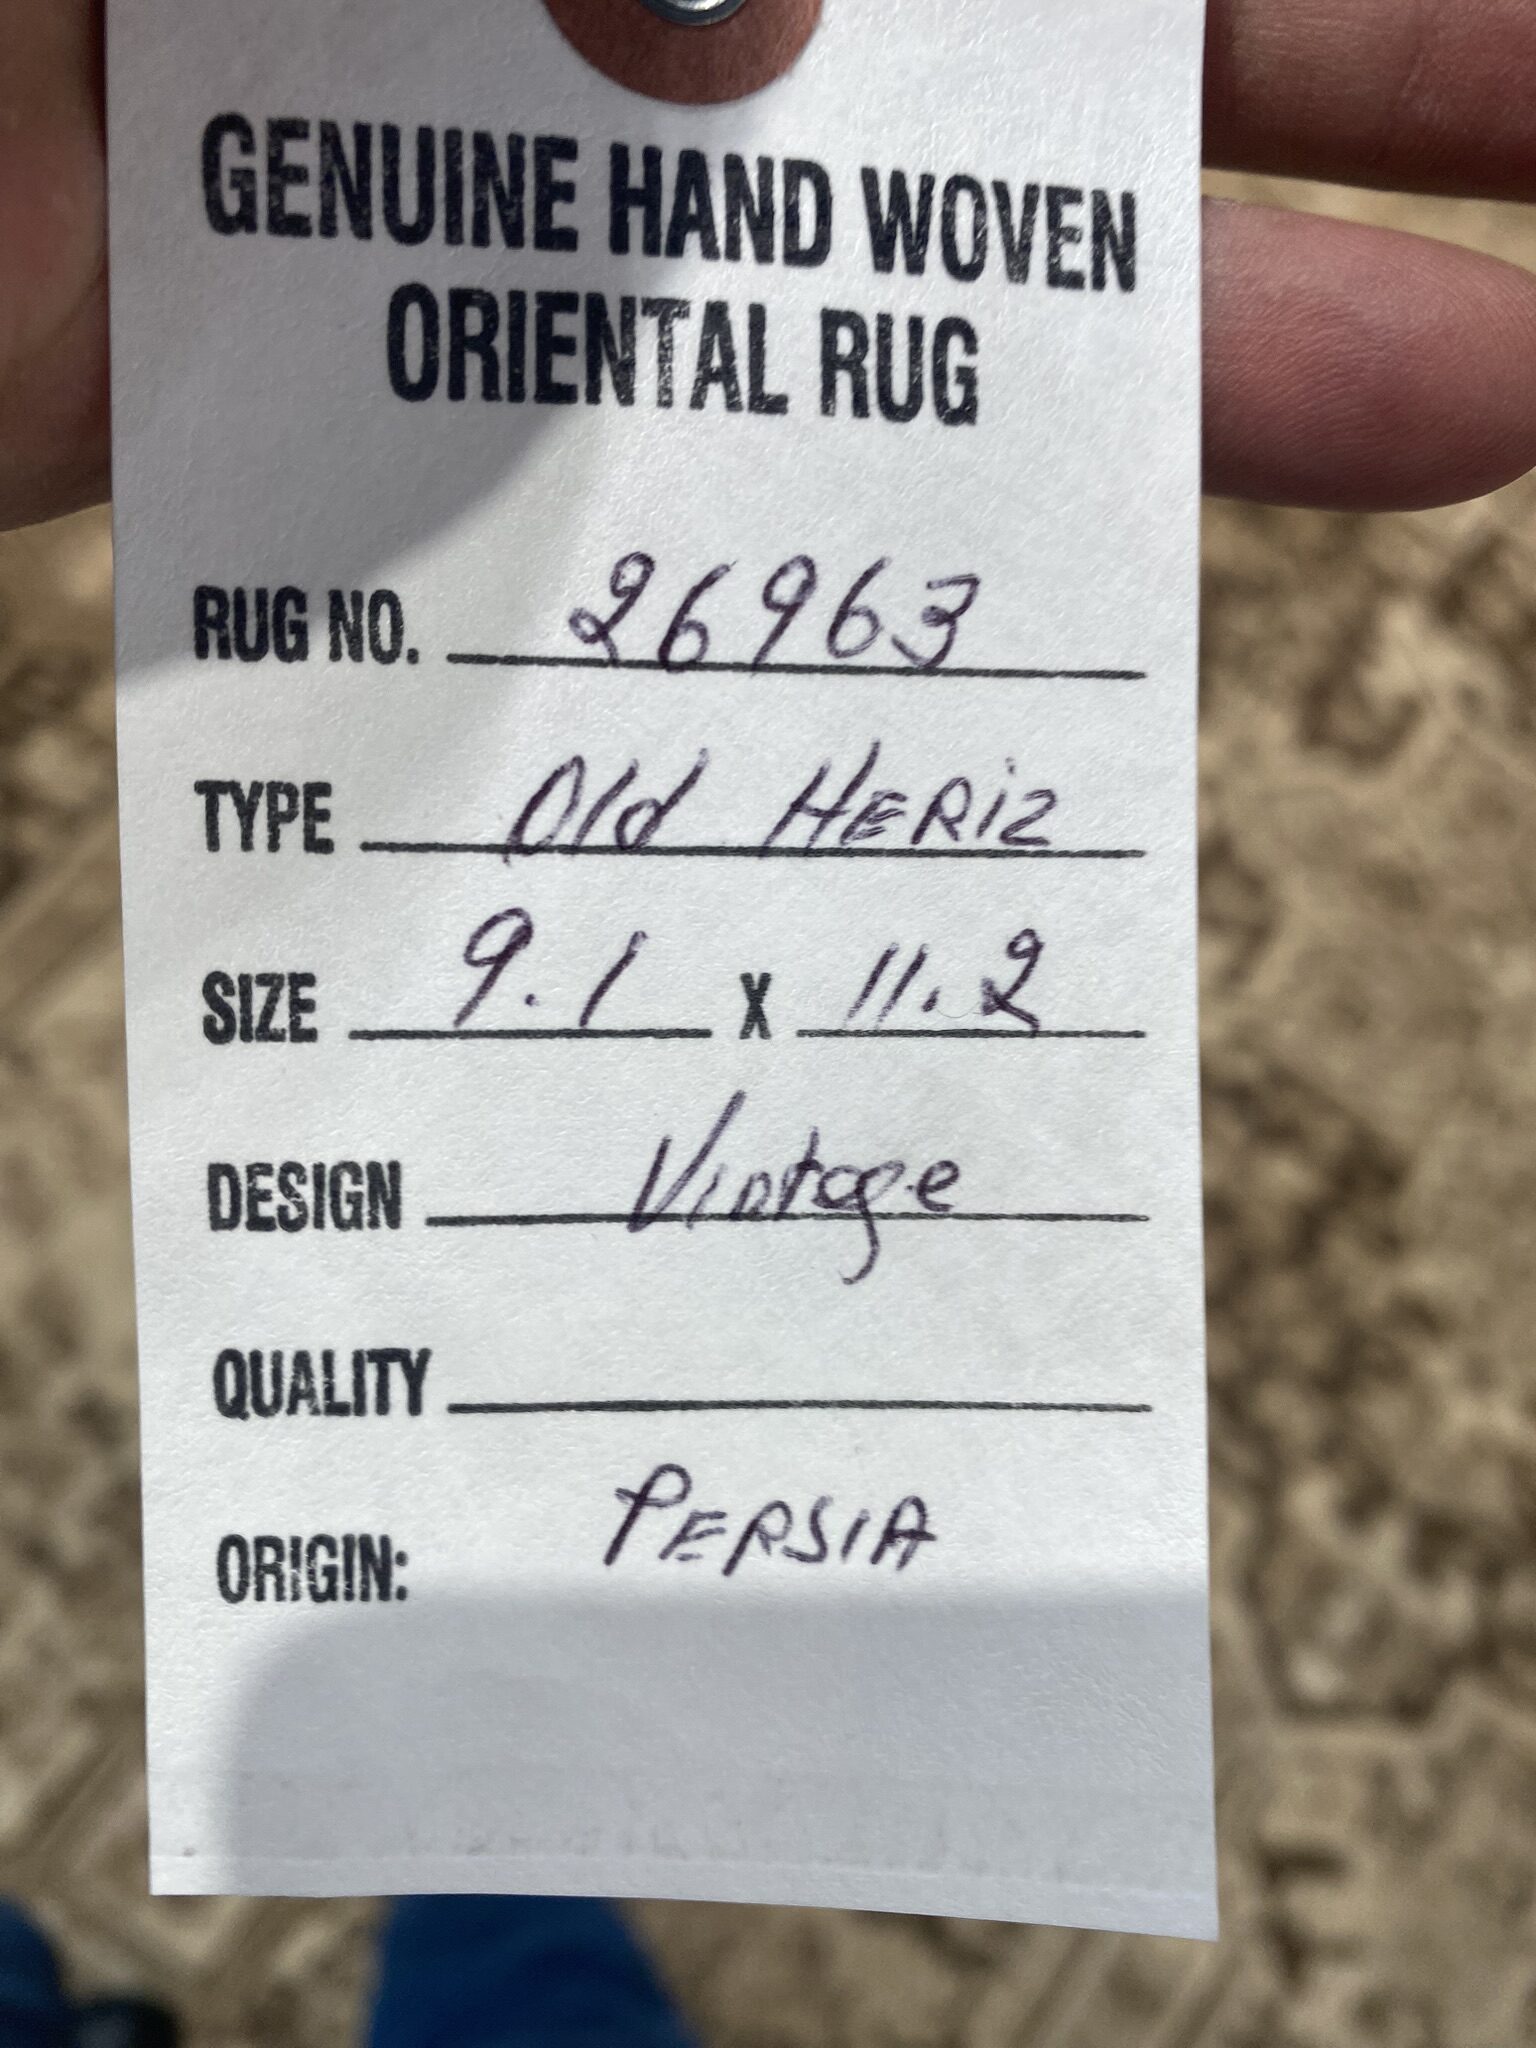 GENUINE HAND WOVEN
ORIENTAL RUG
RUG NO. 26963
TYPE Old HERiz
SIZE 9.1 X 11.2
DESIGN Vintage
QUALITY
ORIGIN: PERSIA